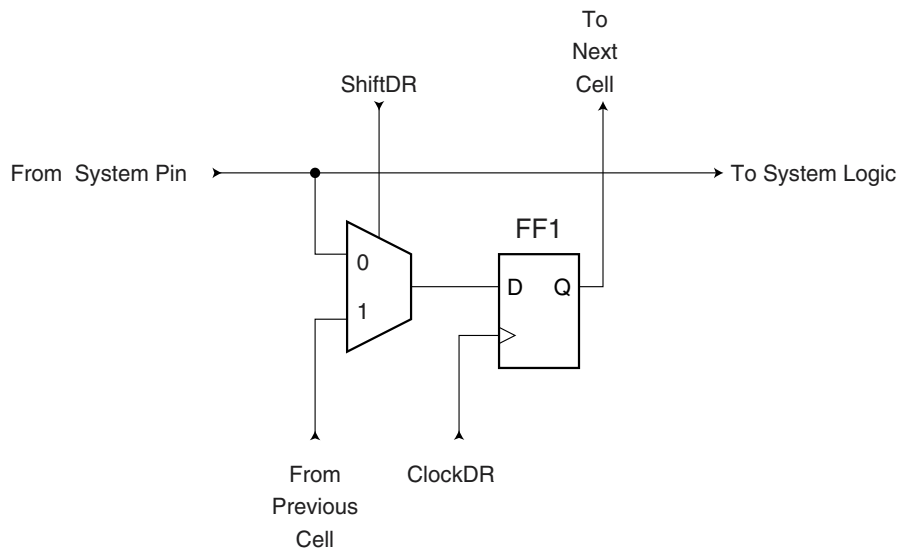 To
Next
Cell
ShiftDR
From System Pin
To System Logic
FF1
0
D Q
1
From
Previous
Cell
ClockDR